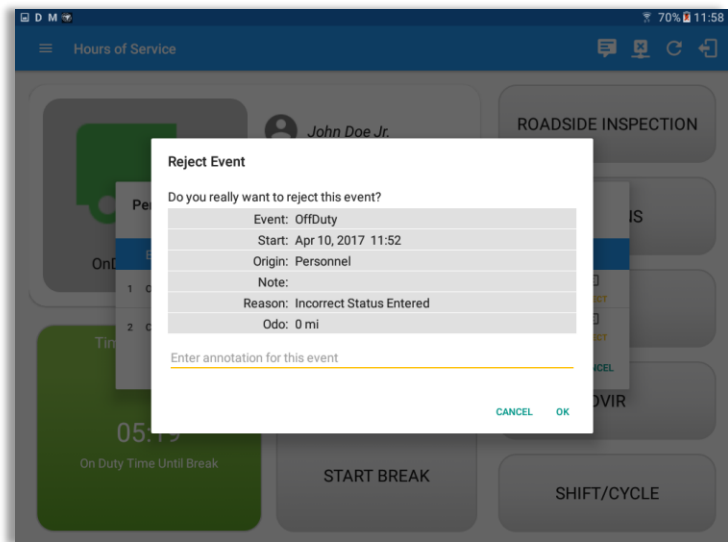 D M
70% 11:58
Hours of Service
John Doe Jr.
ROADSIDE INSPECTION
Reject Event
Do you really want to reject this event?
Event: OffDuty
Start: Apr 10, 2017 11:52
Origin: Personnel
Note:
Reason: Incorrect Status Entered
Odo: 0 mi
Enter annotation for this event
CANCEL OK
1
2
05:19
On Duty Time Until Break
START BREAK
SHIFT/CYCLE